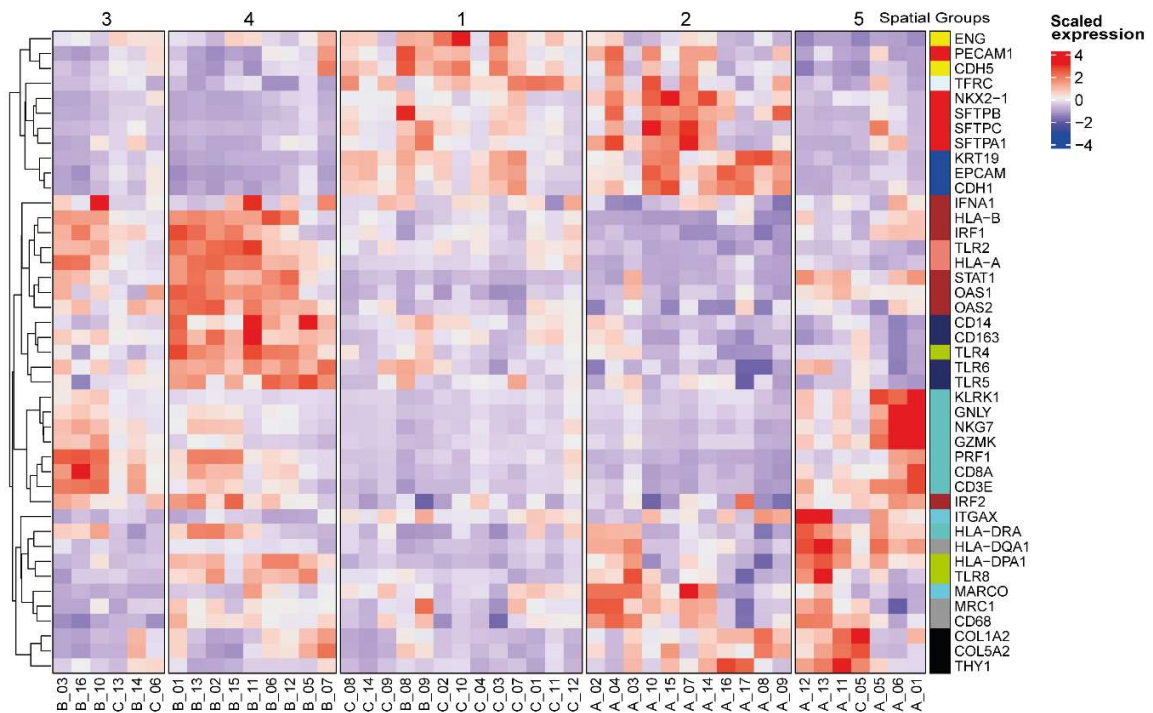 3 4 1 2 5 Spatial Groups
Scaled
expression
4
2
0
−2
−4
ENG
PECAM1
CDH5
TFRC
NKX2-1
SFTPB
SFTPC
SFTPA1
KRT19
EPCAM
CDH1
IFNA1
HLA-B
IRF1
TLR2
HLA-A
STAT1
OAS1
OAS2
CD14
CD163
TLR4
TLR6
TLR5
KLRK1
GNLY
NKG7
GZMK
PRF1
CD8A
CD3E
IRF2
ITGAX
HLA-DRA
HLA-DQA1
HLA-DPA1
TLR8
MARCO
MRC1
CD68
COL1A2
COL5A2
THY1
B_03
B_16
B_10
C_13
C_14
C_06
B_01
B_13
B_02
B_15
B_11
B_06
B_12
B_05
B_07
C_08
C_14
C_09
B_08
B_09
C_02
C_10
C_04
C_03
C_07
C_01
C_11
C_12
A_02
A_04
A_03
A_10
A_15
A_07
A_14
A_16
A_17
A_08
A_09
A_12
A_13
A_11
C_05
A_05
A_06
A_01